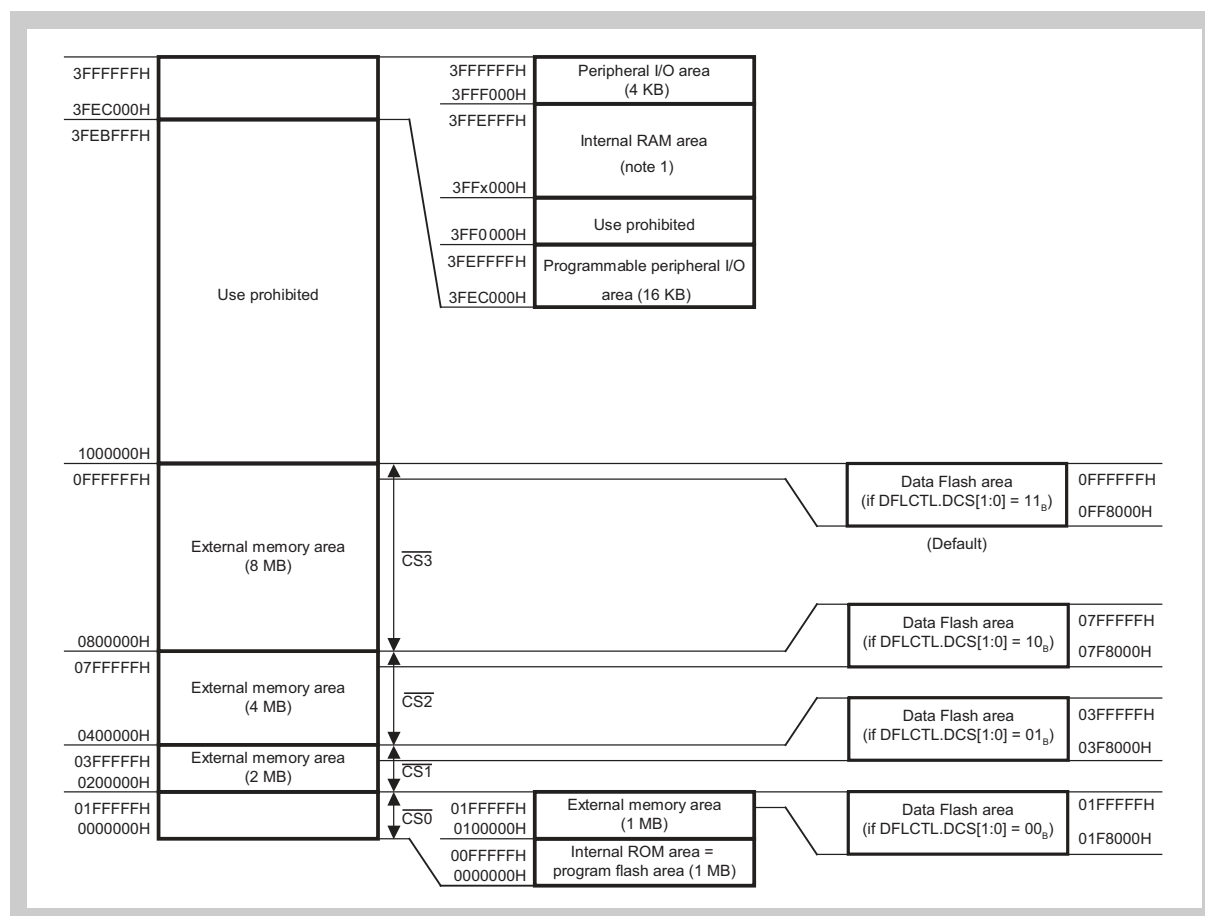 3FFFFFFH
3FEC000H
3FEBFFFH
Use prohibited
1000000H
0FFFFFFH
External memory area
(8 MB)
0800000H
07FFFFFH
External memory area
(4 MB)
0400000H
03FFFFFH
External memory area
(2 MB)
0200000H
01FFFFFH
0000000H
CS3
CS2
CS1
CS0
3FFFFFFH
Peripheral I/O area
(4 KB)
3FFF000H
3FFEFFFH
Internal RAM area
(note 1)
3FFx000H
Use prohibited
3FF0000H
3FEFFFFH
Programmable peripheral I/O
area (16 KB)
3FEC000H
01FFFFFH
External memory area
(1 MB)
0100000H
00FFFFFH
Internal ROM area =
program flash area (1 MB)
0000000H
Data Flash area
(if DFLCTL.DCS[1:0] = 11B)
0FFFFFFH
0FF8000H
(Default)
Data Flash area
(if DFLCTL.DCS[1:0] = 10B)
07FFFFFH
07F8000H
Data Flash area
(if DFLCTL.DCS[1:0] = 01B)
03FFFFFH
03F8000H
Data Flash area
(if DFLCTL.DCS[1:0] = 00B)
01FFFFFH
01F8000H